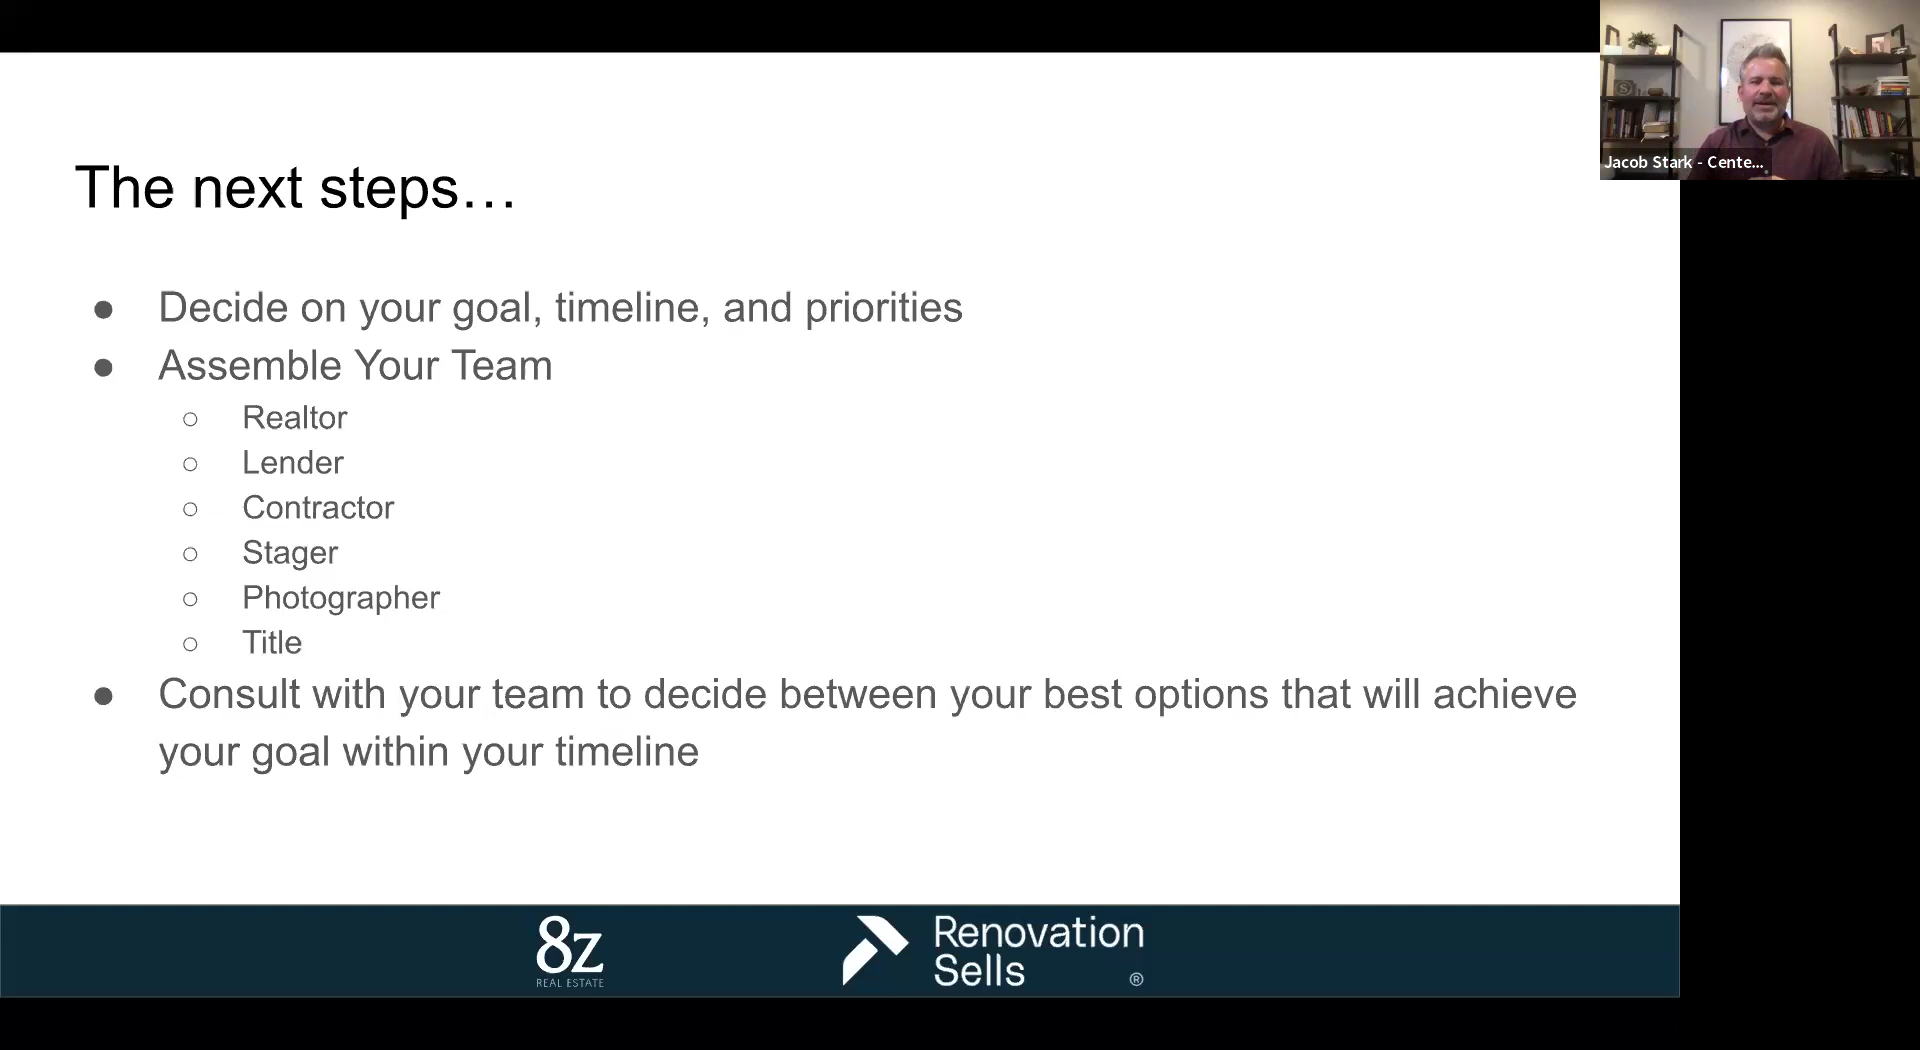 Jacob Stark - Cente...
The next steps…
● Decide on your goal, timeline, and priorities
● Assemble Your Team
○ Realtor
○ Lender
○ Contractor
○ Stager
○ Photographer
○ Title
● Consult with your team to decide between your best options that will achieve
your goal within your timeline
8z
REAL ESTATE
Renovation
Sells
®